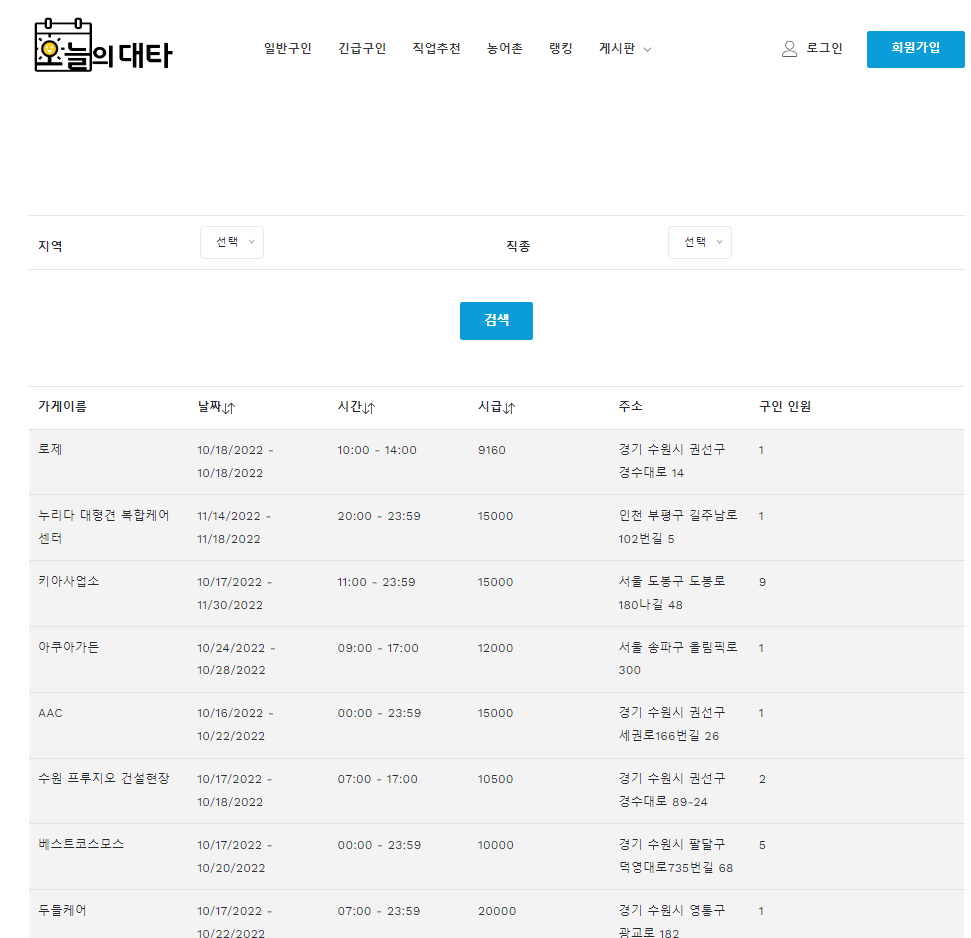 오늘의 대타
일반구인 긴급구인 직업추천 농어촌 랭킹 게시판 로그인 회원가입
지역 선택 직종 선택
검색
가게이름 날짜 시간 시급 주소 구인 인원
로제 10/18/2022 - 10:00 - 14:00 9160 경기 수원시 권선구 1
10/18/2022 경수대로 14
누리다 대형견 복합케어 11/14/2022 - 20:00 - 23:59 15000 인천 부평구 길주남로 1
센터 11/18/2022 102번길 5
키아사업소 10/17/2022 - 11:00 - 23:59 15000 서울 도봉구 도봉로 9
11/30/2022 180나길 48
아쿠아가든 10/24/2022 - 09:00 - 17:00 12000 서울 송파구 올림픽로 1
10/28/2022 300
AAC 10/16/2022 - 00:00 - 23:59 15000 경기 수원시 권선구 1
10/22/2022 세권로166번길 26
수원 프루지오 건설현장 10/17/2022 - 07:00 - 17:00 10500 경기 수원시 권선구 2
10/18/2022 경수대로 89-24
베스트코스모스 10/17/2022 - 00:00 - 23:59 10000 경기 수원시 팔달구 5
10/20/2022 덕영대로735번길 68
두들케어 10/17/2022 - 07:00 - 23:59 20000 경기 수원시 영통구 1
10/22/2022 광교로 182